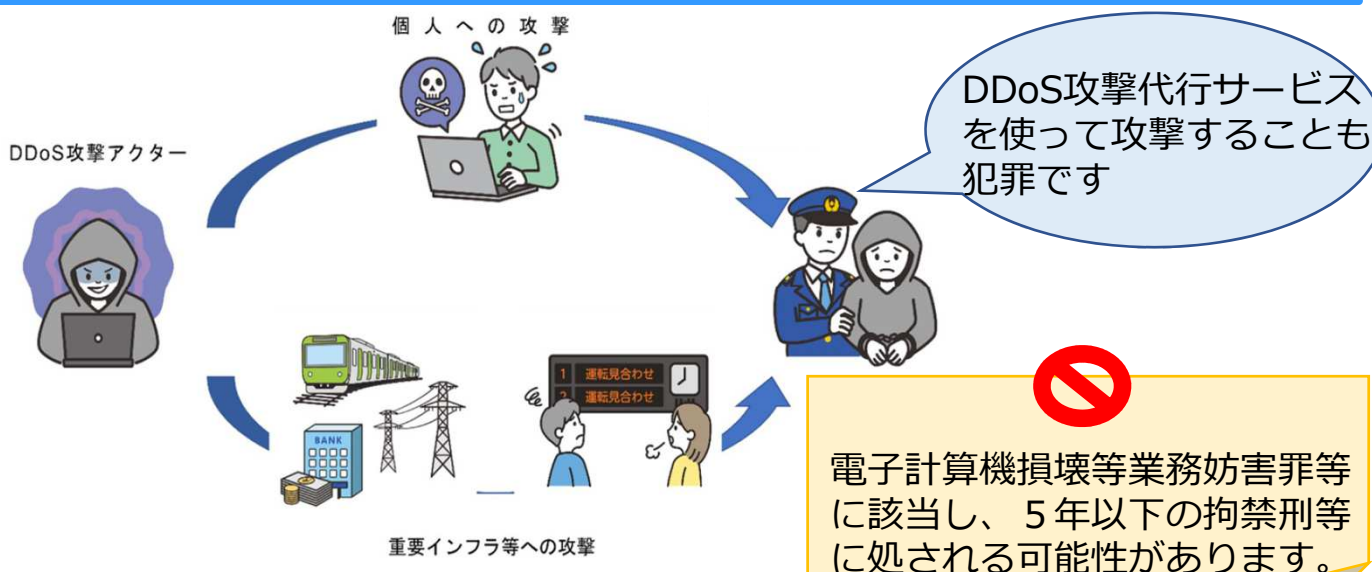 個人への攻撃
DDoS攻撃アクター
DDoS攻撃代行サービス
を使って攻撃することも
犯罪です
1 運転見合わせ
2 運転見合わせ
BANK
重要インフラ等への攻撃
電子計算機損壊等業務妨害罪等
に該当し、5年以下の拘禁刑等
に処される可能性があります。